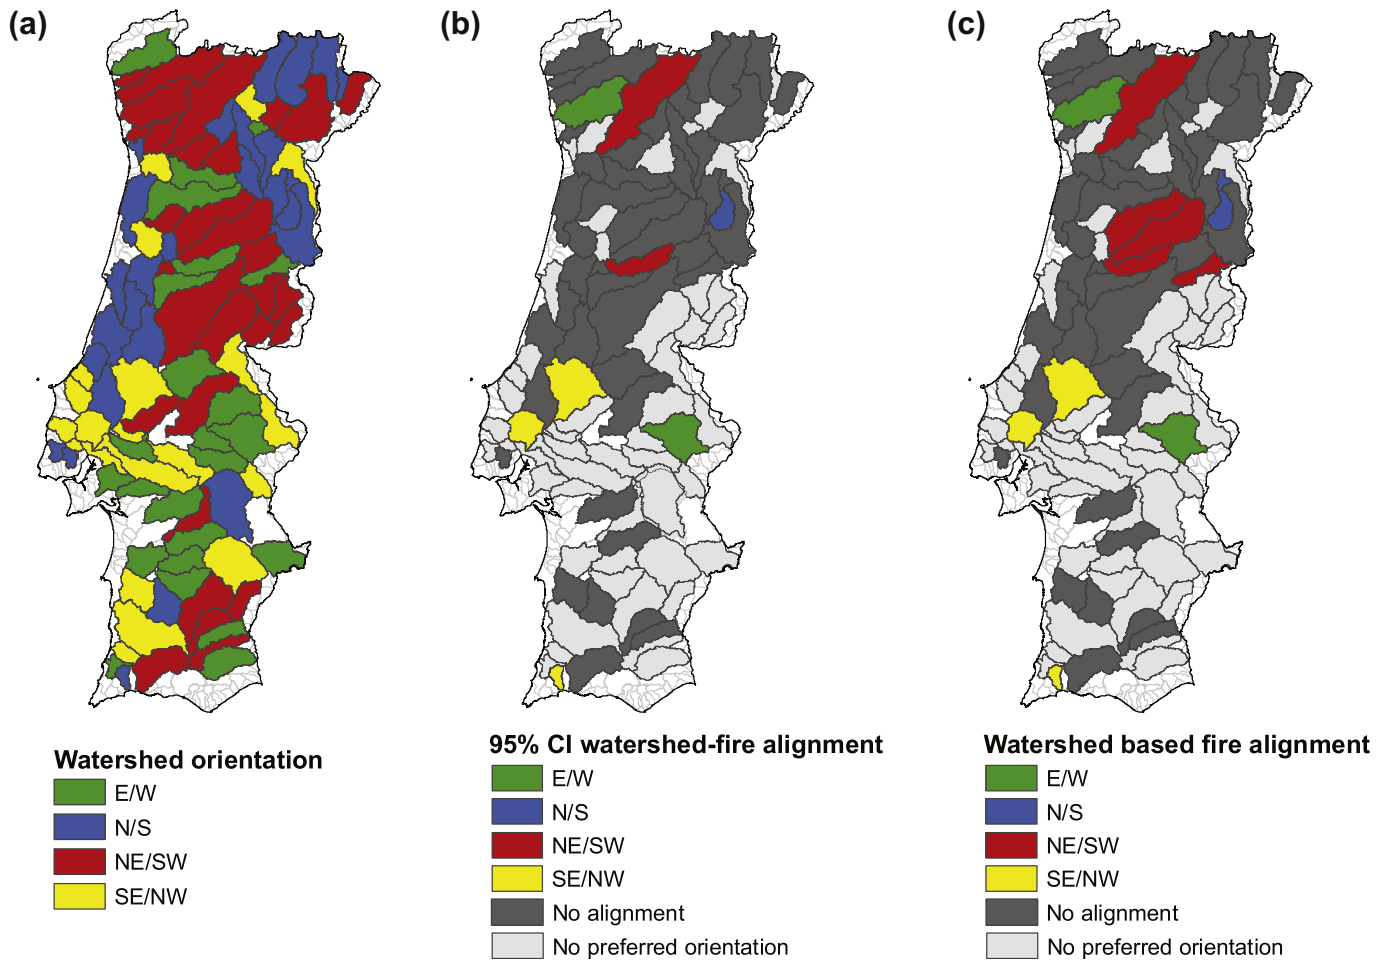 (a)
(b)
(c)
Watershed orientation
E/W
N/S
NE/SW
SE/NW
95% CI watershed-fire alignment
E/W
N/S
NE/SW
SE/NW
No alignment
No preferred orientation
Watershed based fire alignment
E/W
N/S
NE/SW
SE/NW
No alignment
No preferred orientation